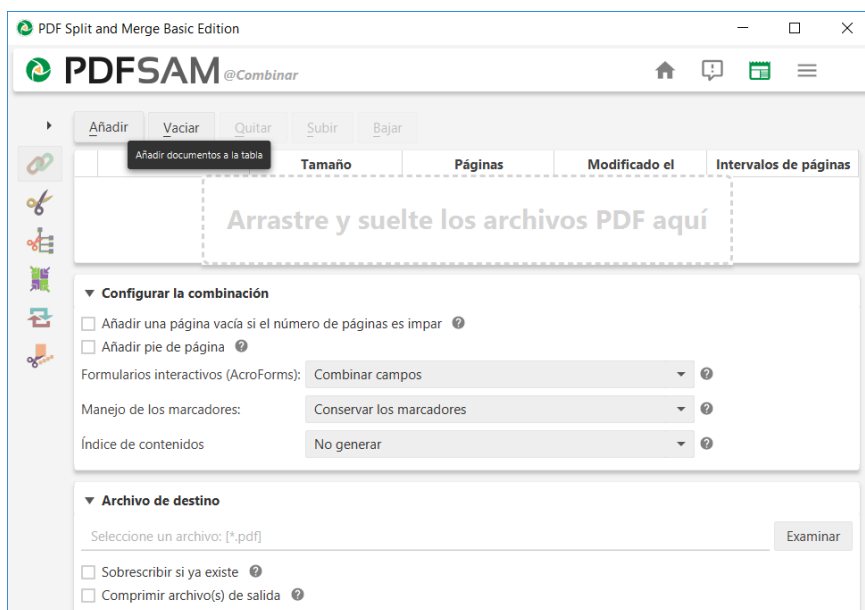 PDF Split and Merge Basic Edition
PDFSAM @Combinar
Añadir Vaciar Quitar Subir Bajar
Añadir documentos a la tabla
Tamaño Páginas Modificado el Intervalos de páginas
Arrastre y suelte los archivos PDF aquí
Configurar la combinación
Añadir una página vacía si el número de páginas es impar
Añadir pie de página
Formularios interactivos (AcroForms): Combinar campos
Manejo de los marcadores: Conservar los marcadores
Índice de contenidos No generar
Archivo de destino
Seleccione un archivo: [*.pdf] Examinar
Sobrescribir si ya existe
Comprimir archivo(s) de salida